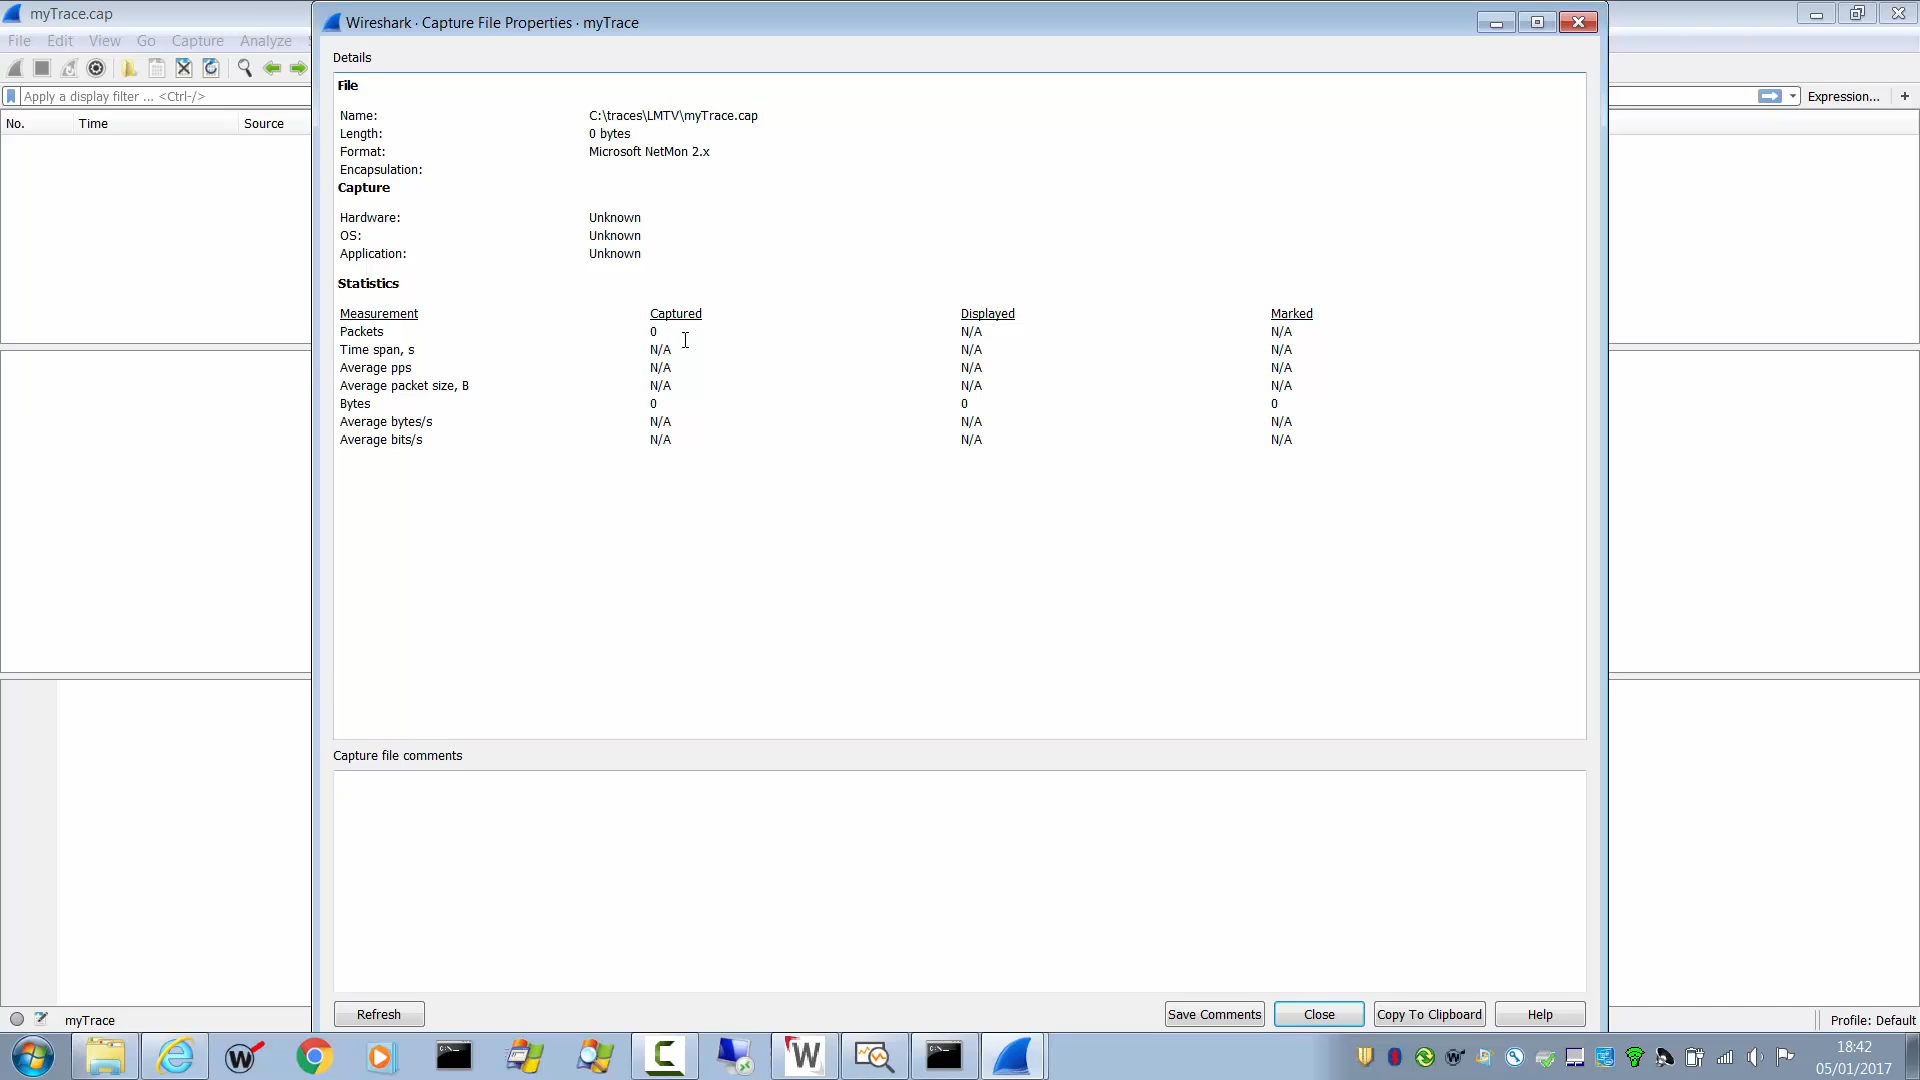 myTrace.cap
Wireshark · Capture File Properties · myTrace
File Edit View Go Capture Analyze
Details
Apply a display filter ... <Ctrl-/>
Expression... +
No. Time Source
File
Name: C:\traces\LMTV\myTrace.cap
Length: 0 bytes
Format: Microsoft NetMon 2.x
Encapsulation:
Capture
Hardware: Unknown
OS: Unknown
Application: Unknown
Statistics
Measurement Captured Displayed Marked
Packets 0 N/A N/A
Time span, s N/A N/A N/A
Average pps N/A N/A N/A
Average packet size, B N/A N/A N/A
Bytes 0 0 0
Average bytes/s N/A N/A N/A
Average bits/s N/A N/A N/A
Capture file comments
Refresh Save Comments Close Copy To Clipboard Help
myTrace Profile: Default
18:42
05/01/2017